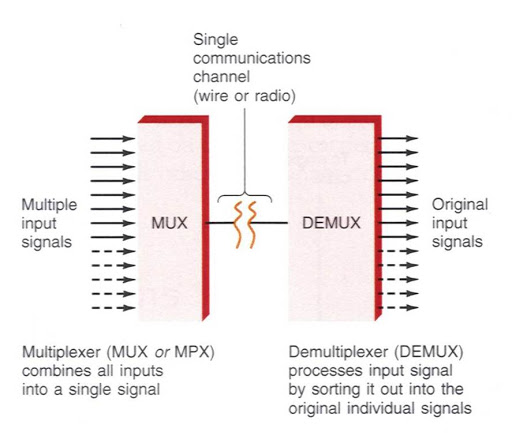 Single
communications
channel
(wire or radio)
Multiple
input
signals
MUX
DEMUX
Original
input
signals
Multiplexer (MUX or MPX)
combines all inputs
into a single signal
Demultiplexer (DEMUX)
processes input signal
by sorting it out into the
original individual signals